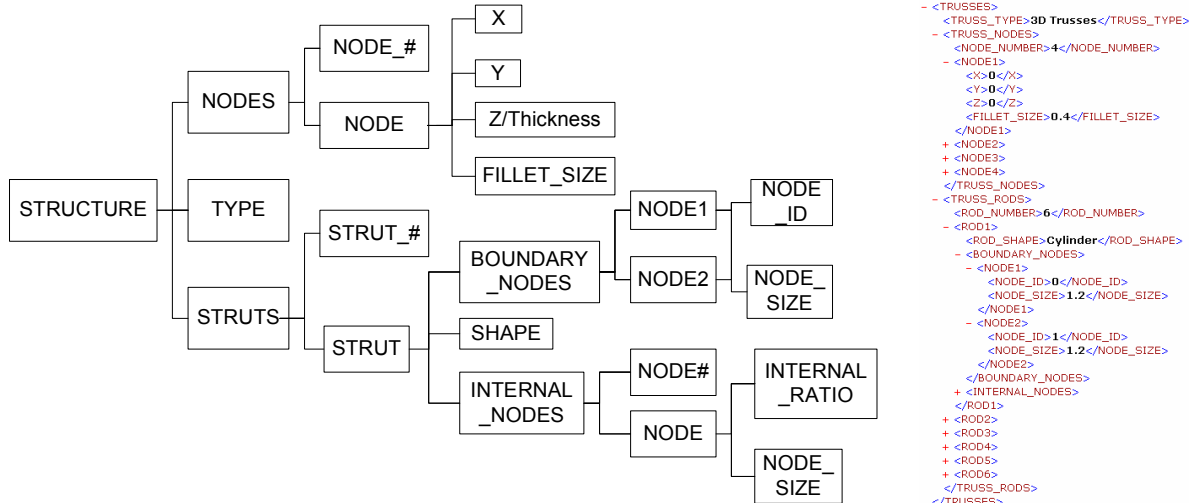 STRUCTURE
NODES
TYPE
STRUTS
NODE_#
NODE
X
Y
Z/Thickness
FILLET_SIZE
STRUT_#
STRUT
BOUNDARY
_NODES
NODE1
NODE2
NODE
_ID
NODE_
SIZE
SHAPE
INTERNAL
_NODES
NODE#
NODE
INTERNAL
_RATIO
NODE_
SIZE
- <TRUSSES>
<TRUSS_TYPE>3D Trusses</TRUSS_TYPE>
- <TRUSS_NODES>
<NODE_NUMBER>4</NODE_NUMBER>
- <NODE1>
<X>0</X>
<Y>0</Y>
<Z>0</Z>
<FILLET_SIZE>0.4</FILLET_SIZE>
</NODE1>
+ <NODE2>
+ <NODE3>
+ <NODE4>
</TRUSS_NODES>
- <TRUSS_RODS>
<ROD_NUMBER>6</ROD_NUMBER>
- <ROD1>
<ROD_SHAPE>Cylinder</ROD_SHAPE>
- <BOUNDARY_NODES>
- <NODE1>
<NODE_ID>0</NODE_ID>
<NODE_SIZE>1.2</NODE_SIZE>
</NODE1>
- <NODE2>
<NODE_ID>1</NODE_ID>
<NODE_SIZE>1.2</NODE_SIZE>
</NODE2>
</BOUNDARY_NODES>
+ <INTERNAL_NODES>
</ROD1>
+ <ROD2>
+ <ROD3>
+ <ROD4>
+ <ROD5>
+ <ROD6>
</TRUSS_RODS>
</TRUSSES>